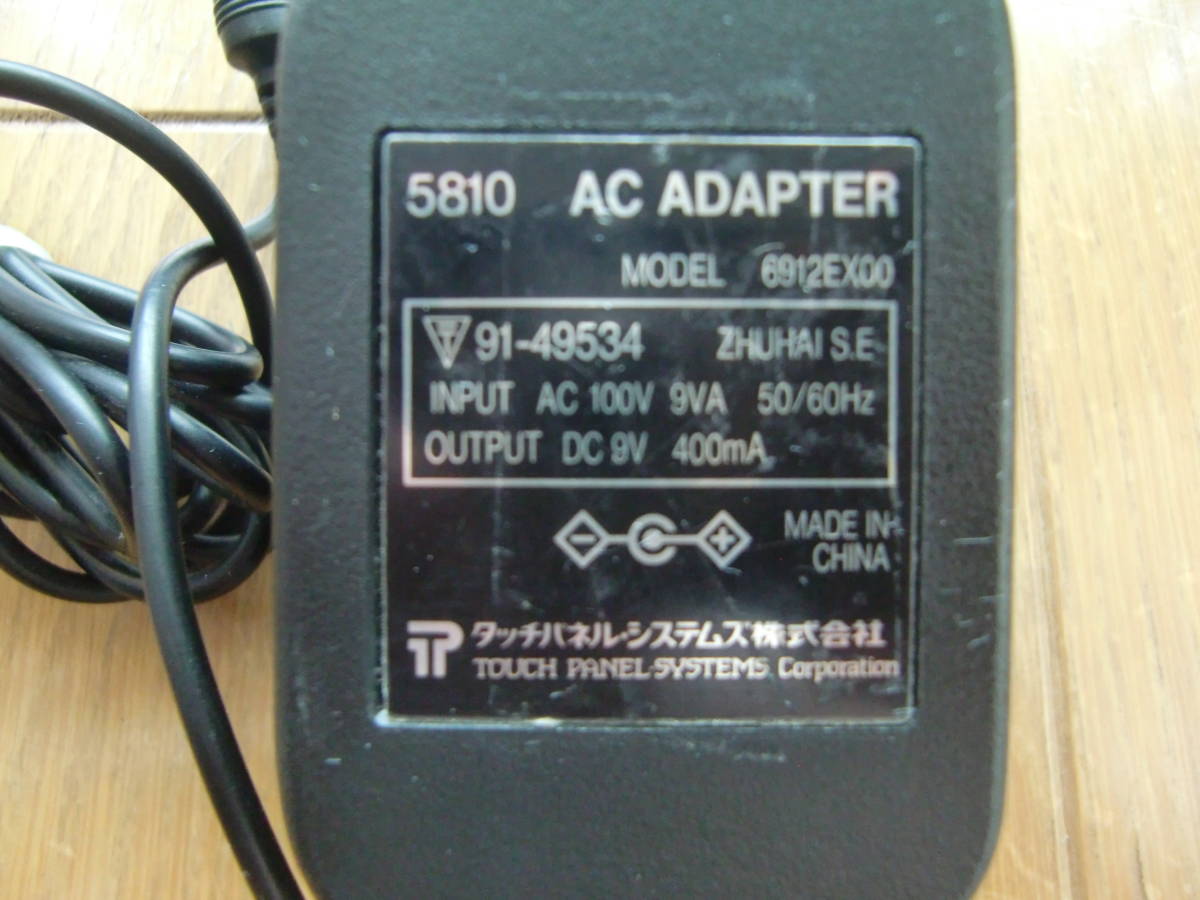 5810 AC ADAPTER
MODEL 6912EX00
91-49534 ZHUHAI S.E
INPUT AC 100V 9VA 50/60Hz
OUTPUT DC 9V 400mA
MADE IN
CHINA
タッチパネル・システムズ株式会社
TOUCH PANEL-SYSTEMS Corporation